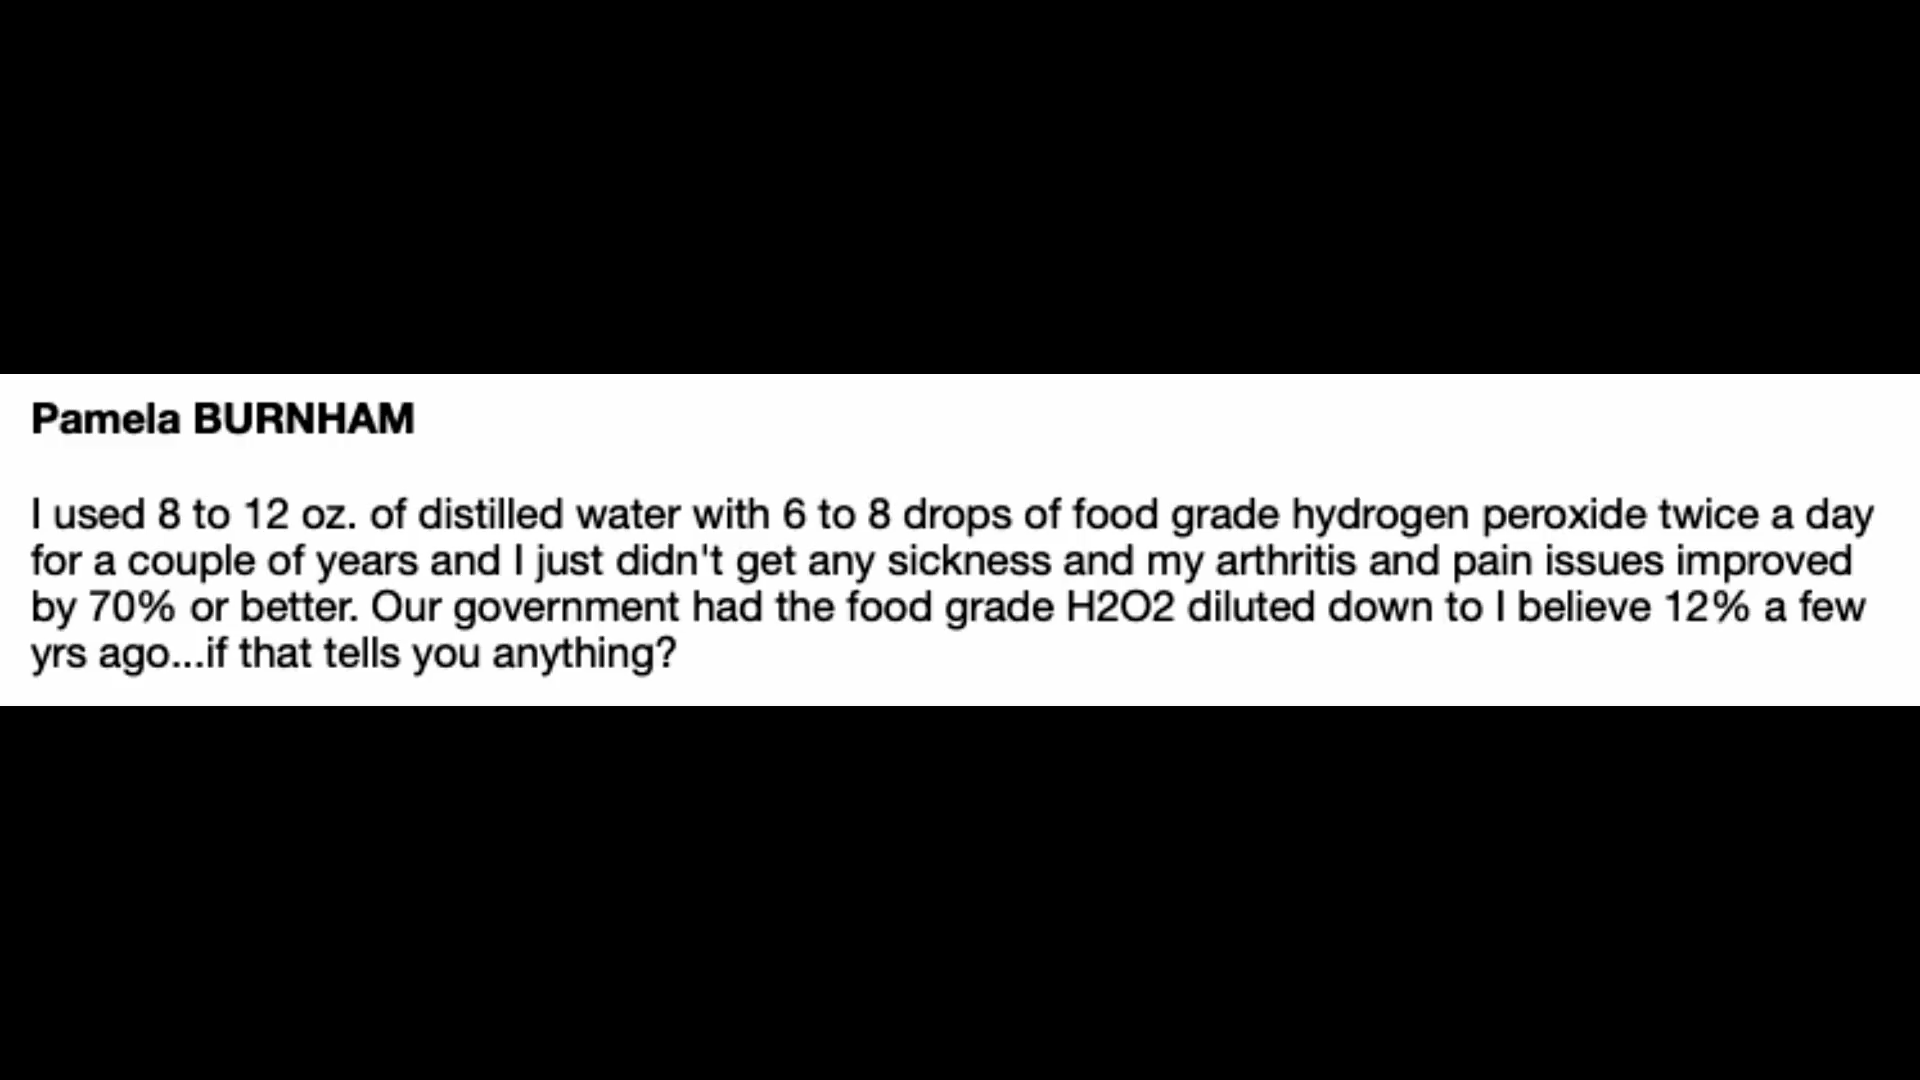 Pamela BURNHAM
I used 8 to 12 oz. of distilled water with 6 to 8 drops of food grade hydrogen peroxide twice a day
for a couple of years and I just didn't get any sickness and my arthritis and pain issues improved
by 70% or better. Our government had the food grade H2O2 diluted down to I believe 12% a few
yrs ago...if that tells you anything?